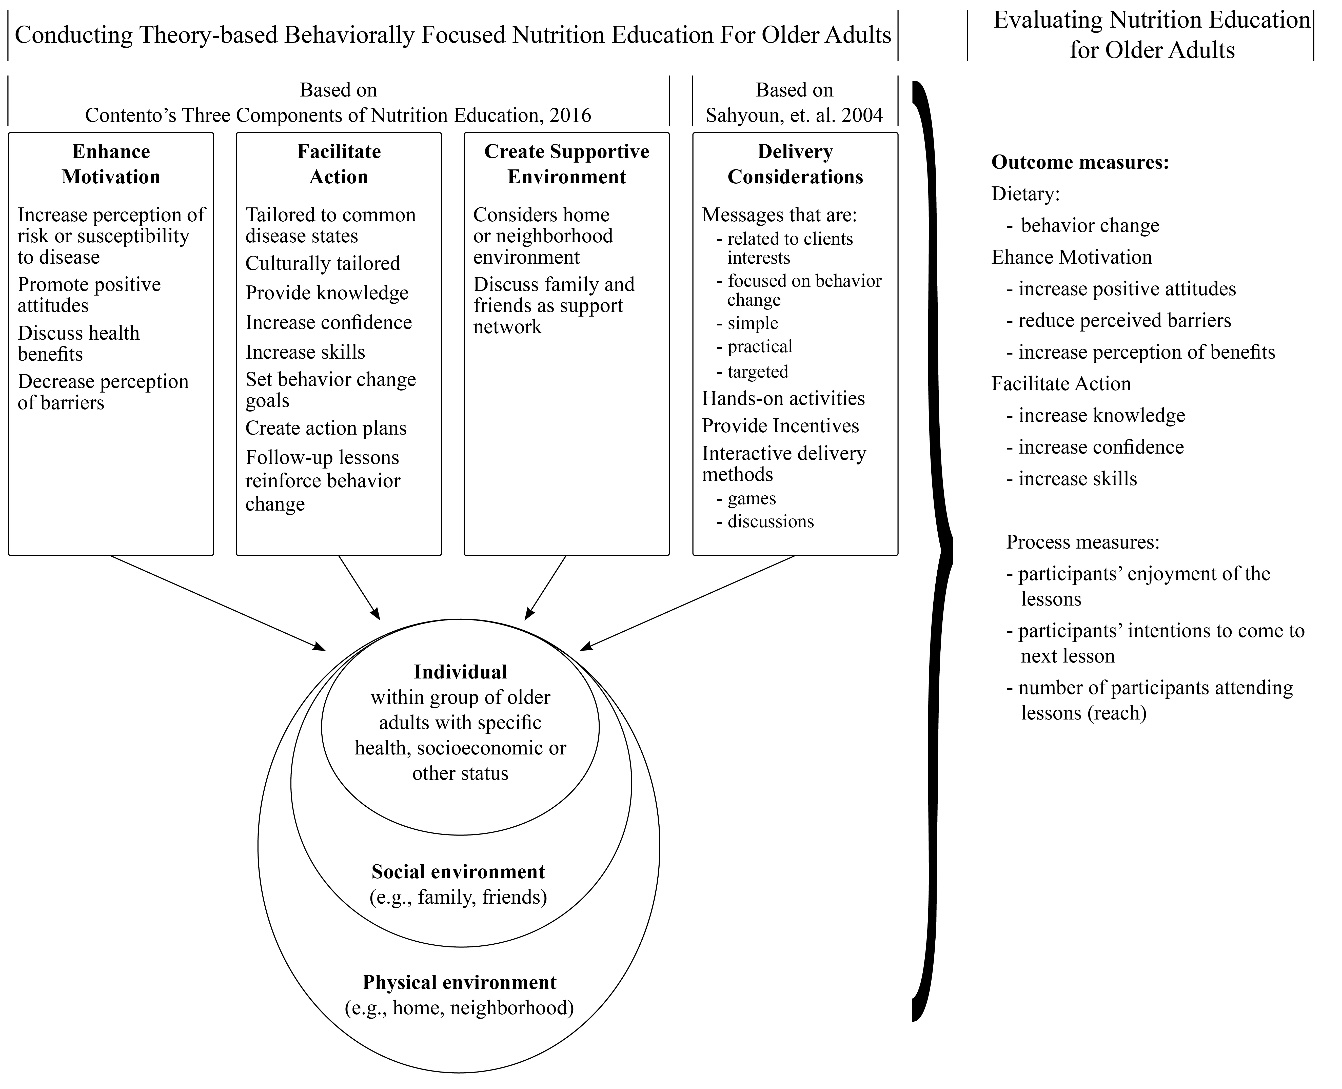 Conducting Theory-based Behaviorally Focused Nutrition Education For Older Adults
Based on
Contento’s Three Components of Nutrition Education, 2016
Based on
Sahyoun, et. al. 2004
Enhance
Motivation
Increase perception of
risk or susceptibility
to disease
Promote positive
attitudes
Discuss health
benefits
Decrease perception
of barriers
Facilitate
Action
Tailored to common
disease states
Culturally tailored
Provide knowledge
Increase confidence
Increase skills
Set behavior change
goals
Create action plans
Follow-up lessons
reinforce behavior
change
Create Supportive
Environment
Considers home
or neighborhood
environment
Discuss family and
friends as support
network
Delivery
Considerations
Messages that are:
- related to clients
interests
- focused on behavior
change
- simple
- practical
- targeted
Hands-on activities
Provide Incentives
Interactive delivery
methods
- games
- discussions
Individual
within group of older
adults with specific
health, socioeconomic or
other status
Social environment
(e.g., family, friends)
Physical environment
(e.g., home, neighborhood)
Evaluating Nutrition Education
for Older Adults
Outcome measures:
Dietary:
- behavior change
Ehance Motivation
- increase positive attitudes
- reduce perceived barriers
- increase perception of benefits
Facilitate Action
- increase knowledge
- increase confidence
- increase skills
Process measures:
- participants’ enjoyment of the
lessons
- participants’ intentions to come to
next lesson
- number of participants attending
lessons (reach)